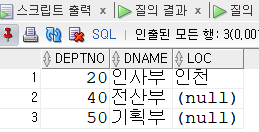 스크립트 출력 × 질의 결과 × 질의
SQL | 인출된 모든 행: 3(0,00
DEPTNO DNAME LOC
1 20 인사부 인천
2 40 전산부 (null)
3 50 기획부 (null)